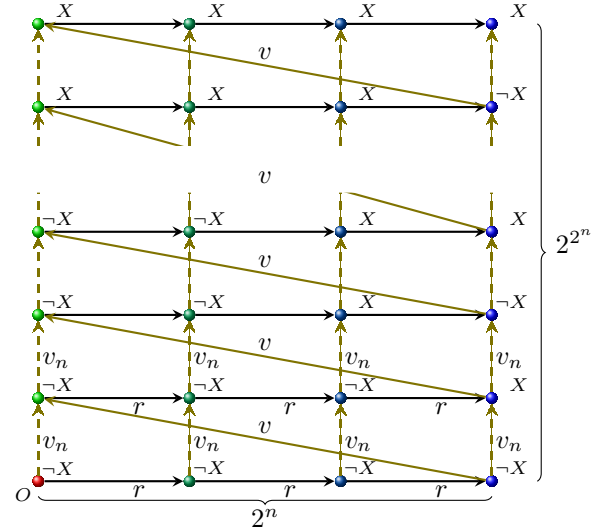 X X X X
v
X X X ¬X
v
¬X ¬X X X
2^{2^n}
v
¬X ¬X X ¬X
v_n v_n v v_n v_n
¬X ¬X ¬X X
r r r
v
v_n v_n v_n v_n
¬X ¬X ¬X ¬X
O r r r
2^n